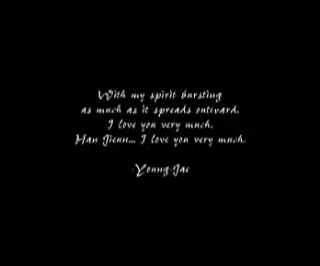 With my spirit bursting
as much as it spreads outward.
I love you very much.
Han Jienn... I love you very much.
-Young-Jae